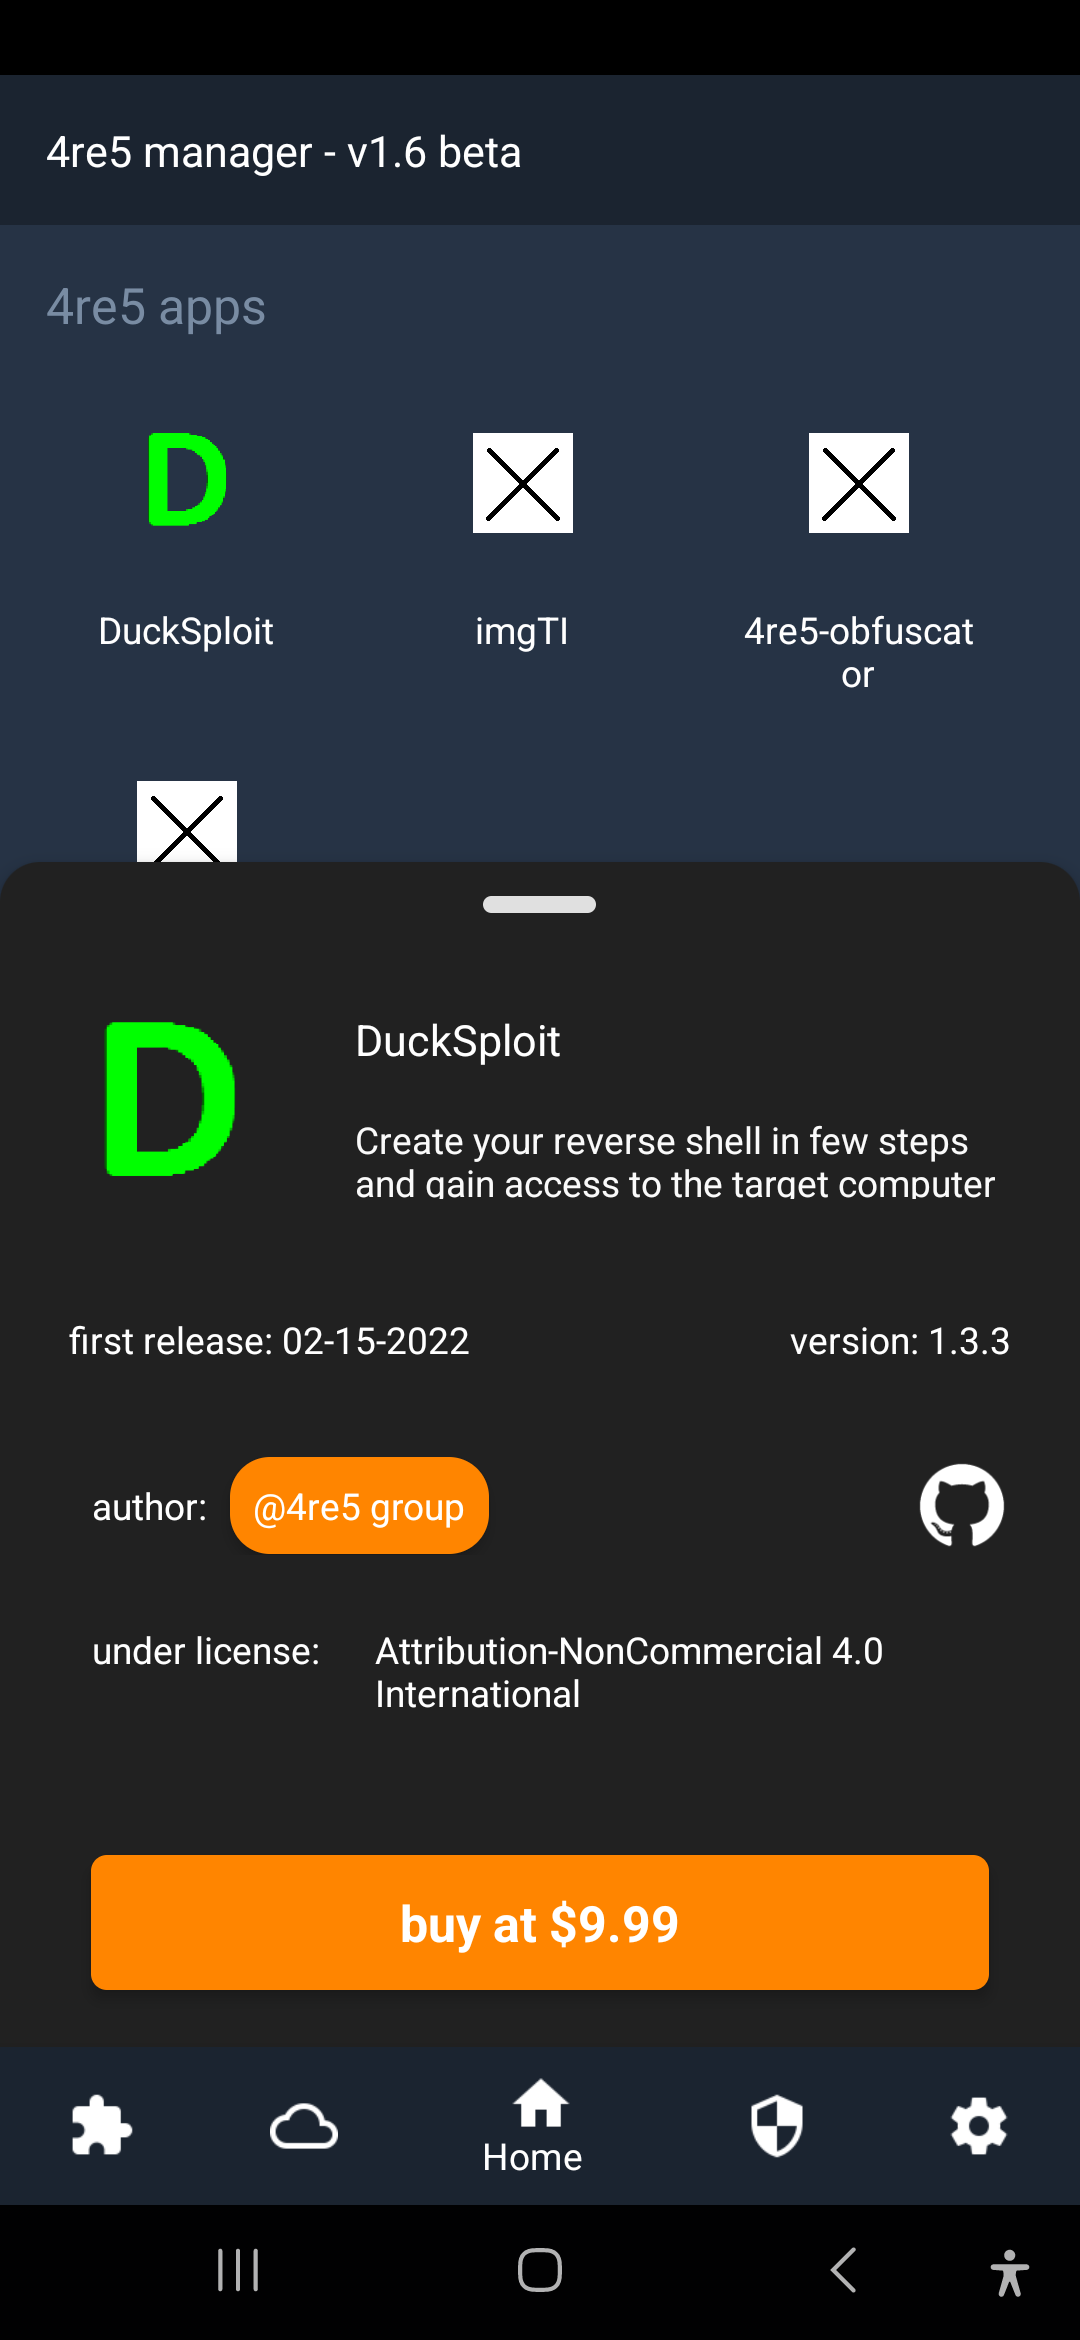 4re5 manager - v1.6 beta
4re5 apps
D
DuckSploit
imgTI
4re5-obfuscat
or
D
DuckSploit
Create your reverse shell in few steps
and gain access to the target computer
first release: 02-15-2022
version: 1.3.3
author:
@4re5 group
under license:
Attribution-NonCommercial 4.0
International
buy at $9.99
Home